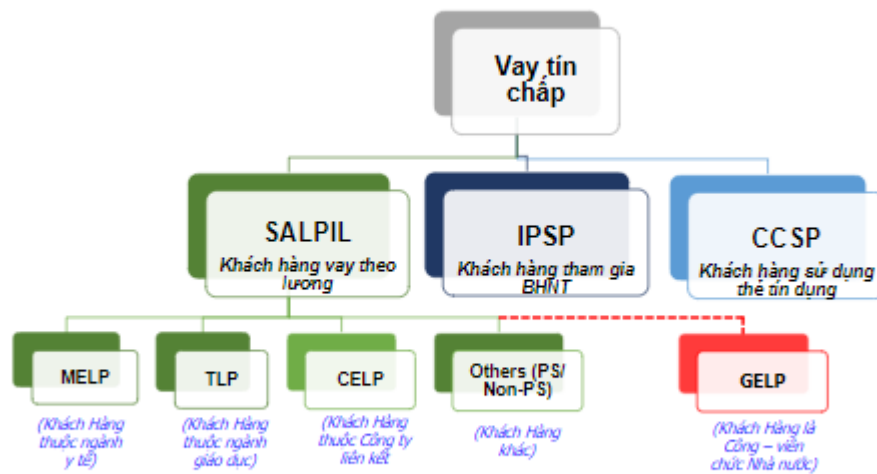 Vay tín
chấp
SALPIL
Khách hàng vay theo
lương
IPSP
Khách hàng tham gia
BHNT
CCSP
Khách hàng sử dụng
thẻ tín dụng
MELP
TLP
CELP
Others (PS/
Non-PS)
GELP
(Khách Hàng
thuộc ngành
y tế)
(Khách Hàng
thuộc ngành
giáo dục)
(Khách Hàng
thuộc Công ty
liên kết
(Khách Hàng
khác)
(Khách Hàng là
Công – viên
chức Nhà nước)